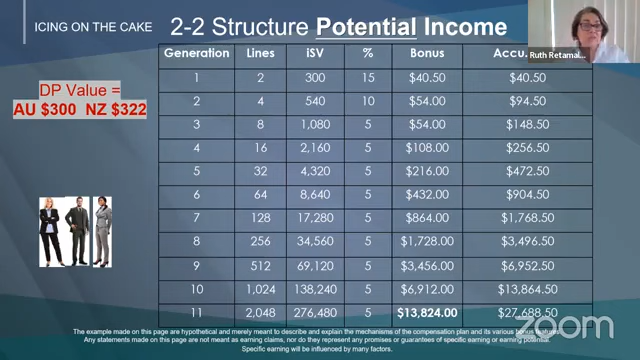 ICING ON THE CAKE
2-2 Structure Potential Income
Ruth Retamal...
Generation Lines iSV % Bonus Accu
1 2 300 15 $40.50 $40.50
2 4 540 10 $54.00 $94.50
3 8 1,080 5 $54.00 $148.50
4 16 2,160 5 $108.00 $256.50
5 32 4,320 5 $216.00 $472.50
6 64 8,640 5 $432.00 $904.50
7 128 17,280 5 $864.00 $1,768.50
8 256 34,560 5 $1,728.00 $3,496.50
9 512 69,120 5 $3,456.00 $6,952.50
10 1,024 138,240 5 $6,912.00 $13,864.50
11 2,048 276,480 5 $13,824.00 $27,688.50
DP Value =
AU $300 NZ $322
The example made on this page are hypothetical and merely meant to describe and explain the mechanisms of the compensation plan and its various bonus features.
Any statements made on this page are not meant as earning claims, nor do they represent any promises or guarantees of specific earning or earning potential.
Specific earning will be influenced by many factors.
zoom